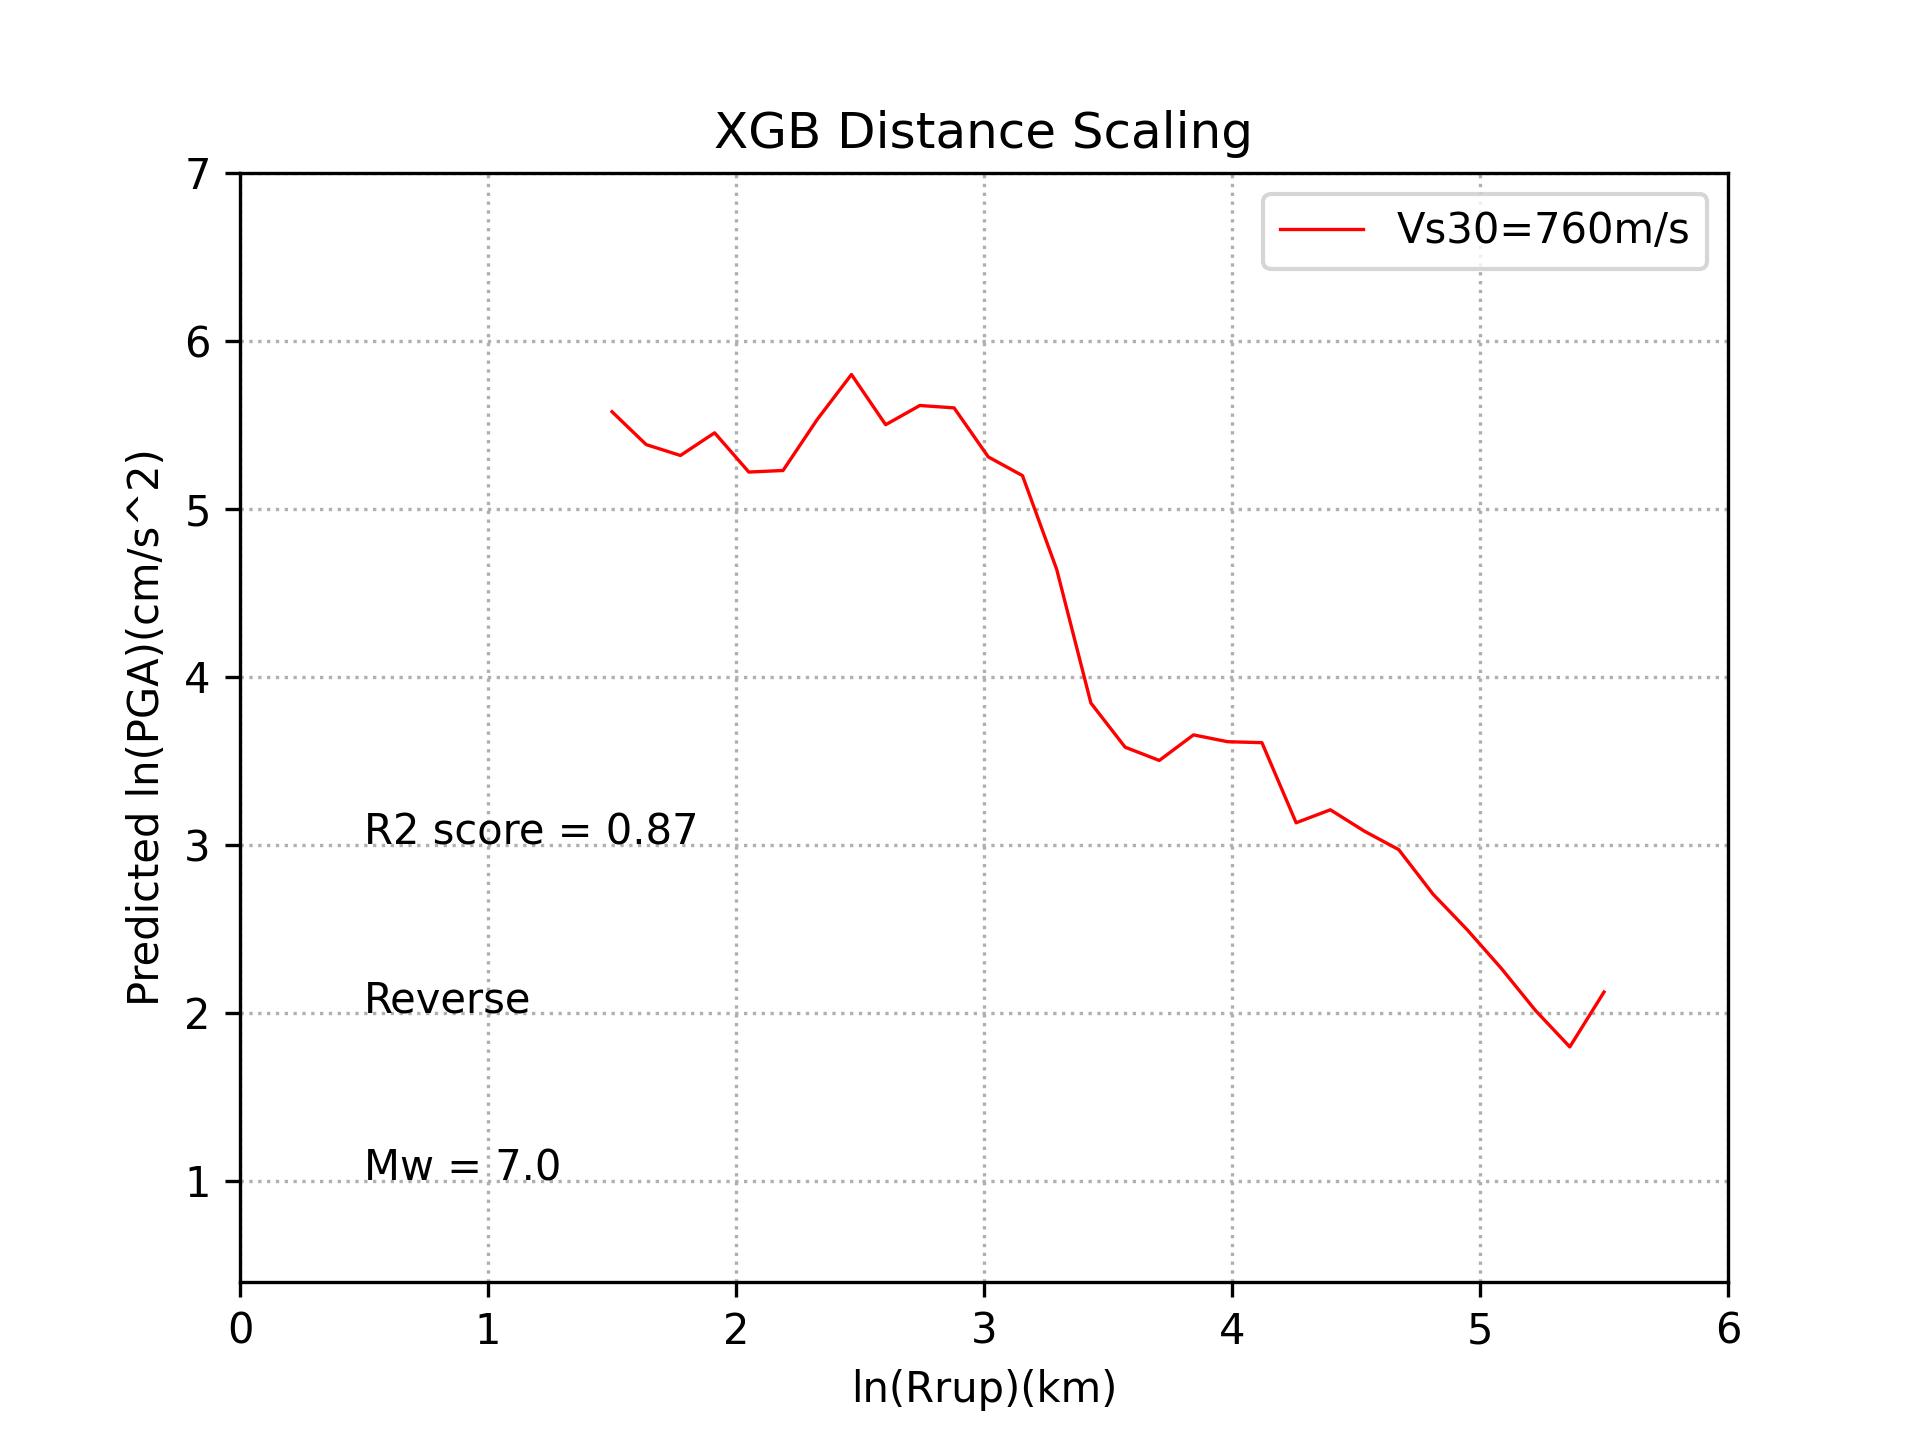 XGB Distance Scaling
Vs30=760m/s
7
6
5
4
3
2
1
Predicted ln(PGA)(cm/s^2)
R2 score = 0.87
Reverse
Mw = 7.0
0 1 2 3 4 5 6
ln(Rrup)(km)